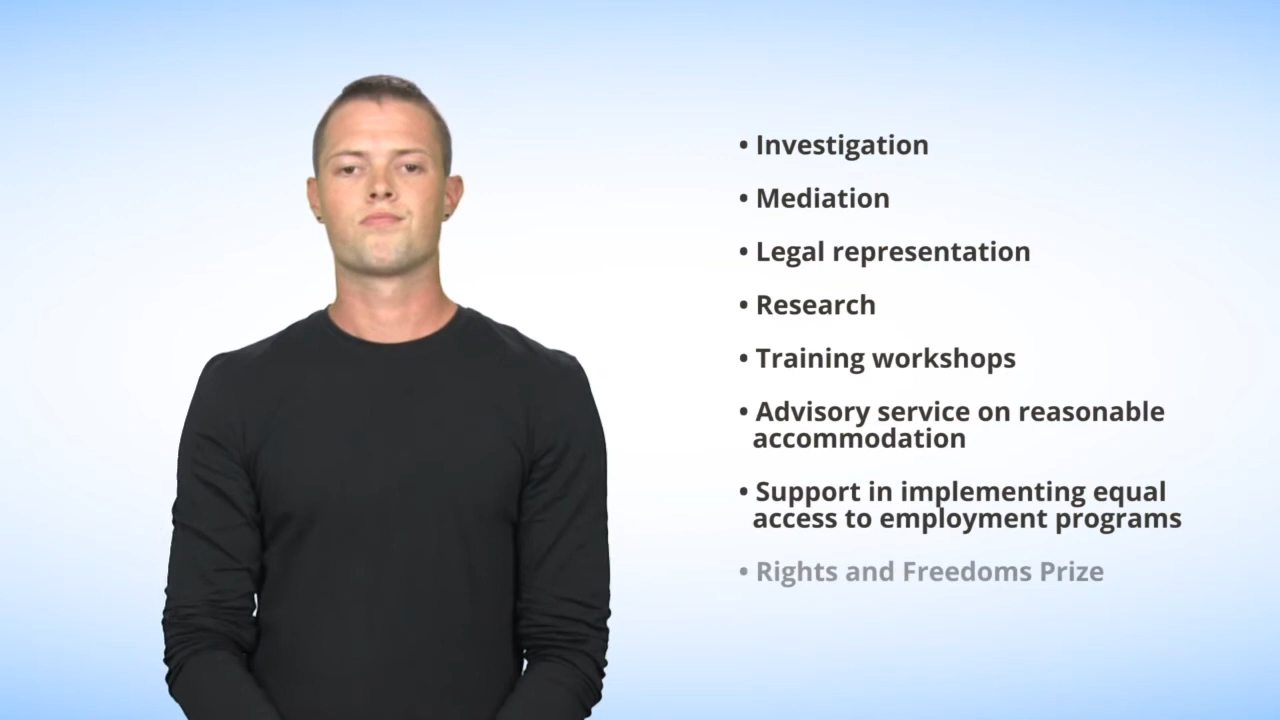 • Investigation
• Mediation
• Legal representation
• Research
• Training workshops
• Advisory service on reasonable
accommodation
• Support in implementing equal
access to employment programs
• Rights and Freedoms Prize